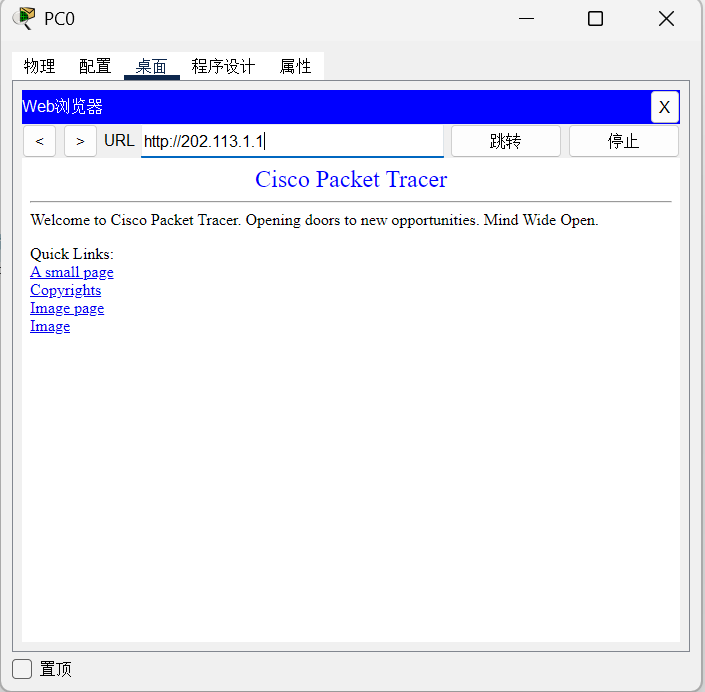 PC0
物理 配置 桌面 程序设计 属性
Web浏览器 X
< > URL http://202.113.1.1 跳转 停止
Cisco Packet Tracer
Welcome to Cisco Packet Tracer. Opening doors to new opportunities. Mind Wide Open.
Quick Links:
A small page
Copyrights
Image page
Image
置顶